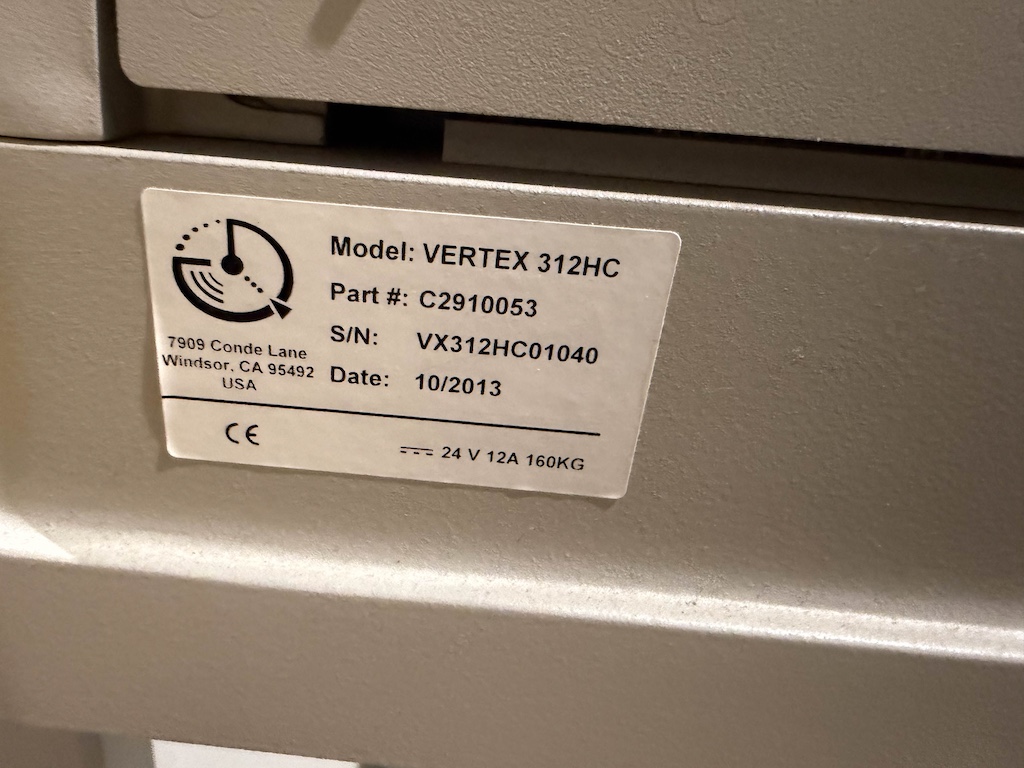 Model: VERTEX 312HC
Part #: C2910053
S/N: VX312HC01040
Date: 10/2013
7909 Conde Lane
Windsor, CA 95492
USA
CE
24 V 12A 160KG